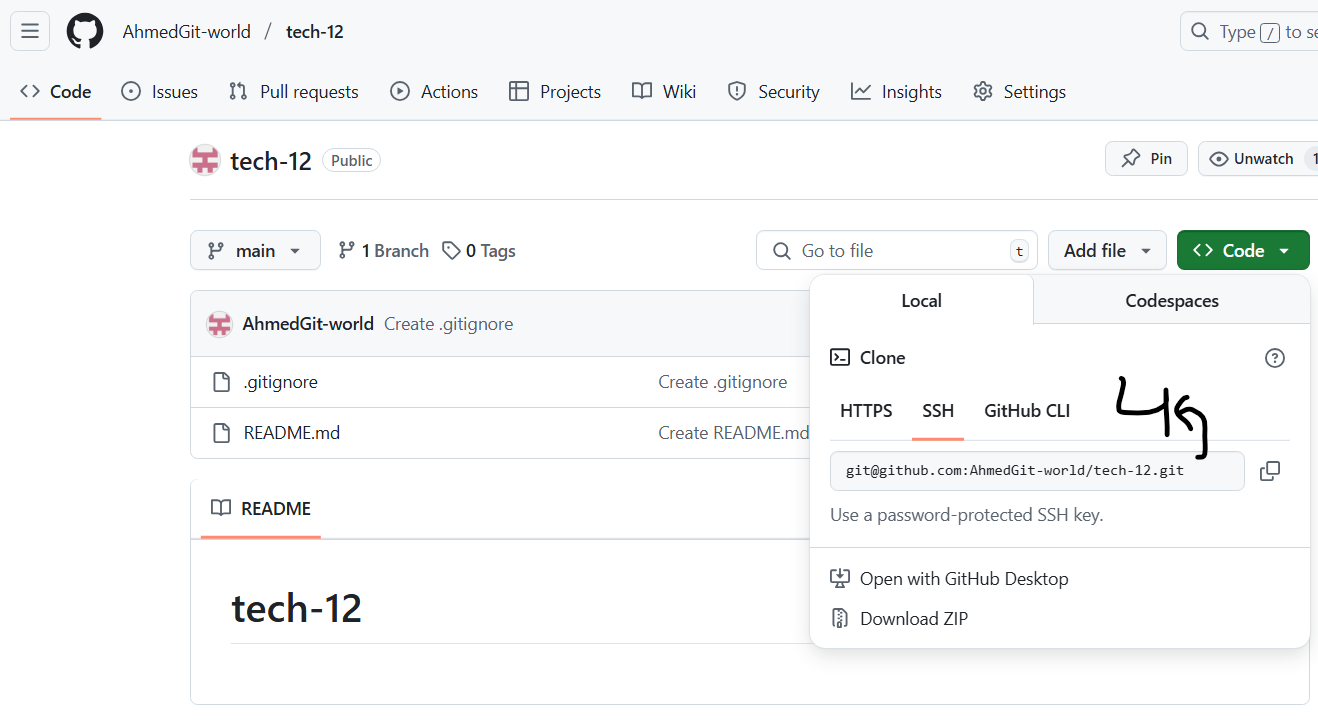 AhmedGit-world / tech-12
Type / to se
Code Issues Pull requests Actions Projects Wiki Security Insights Settings
tech-12 Public
Pin Unwatch 1
main 1 Branch 0 Tags Go to file t Add file Code
Local Codespaces
AhmedGit-world Create .gitignore
Clone
.gitignore Create .gitignore
HTTPS SSH GitHub CLI
README.md Create README.md
git@github.com:AhmedGit-world/tech-12.git
README
Use a password-protected SSH key.
Open with GitHub Desktop
tech-12
Download ZIP